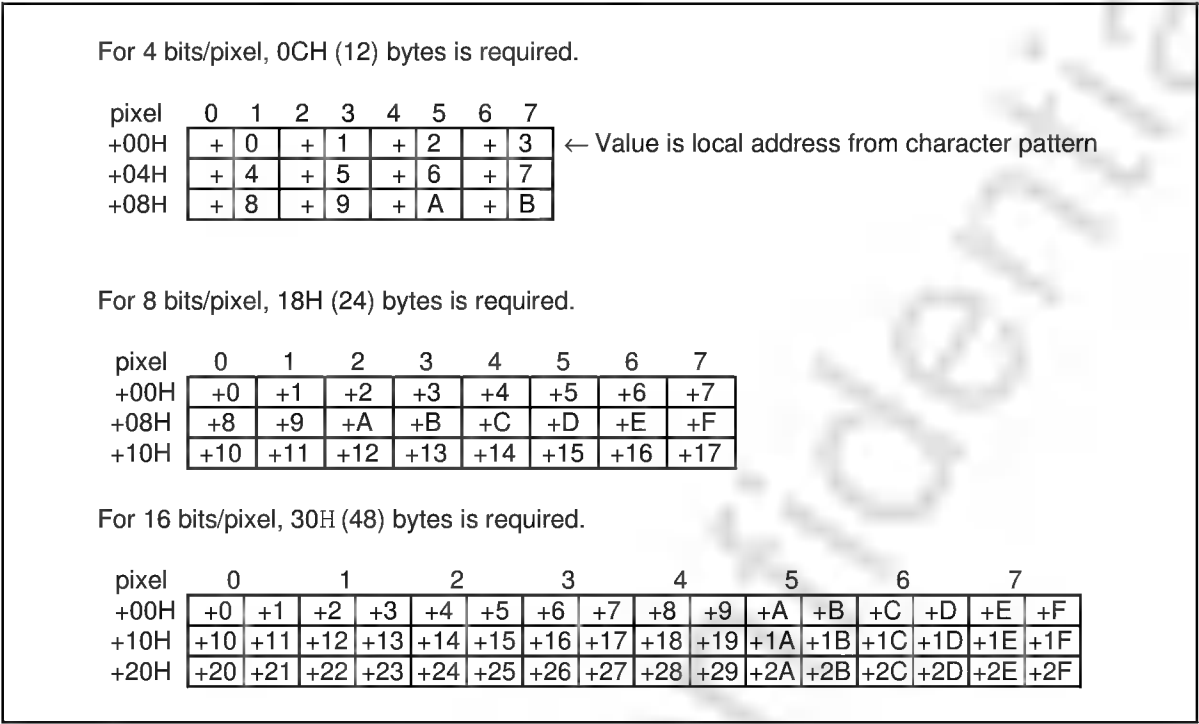 For 4 bits/pixel, 0CH (12) bytes is required.
pixel 0 1 2 3 4 5 6 7
+00H + 0 + 1 + 2 + 3 ← Value is local address from character pattern
+04H + 4 + 5 + 6 + 7
+08H + 8 + 9 + A + B
For 8 bits/pixel, 18H (24) bytes is required.
pixel 0 1 2 3 4 5 6 7
+00H +0 +1 +2 +3 +4 +5 +6 +7
+08H +8 +9 +A +B +C +D +E +F
+10H +10 +11 +12 +13 +14 +15 +16 +17
For 16 bits/pixel, 30H (48) bytes is required.
pixel 0 1 2 3 4 5 6 7
+00H +0 +1 +2 +3 +4 +5 +6 +7 +8 +9 +A +B +C +D +E +F
+10H +10 +11 +12 +13 +14 +15 +16 +17 +18 +19 +1A +1B +1C +1D +1E +1F
+20H +20 +21 +22 +23 +24 +25 +26 +27 +28 +29 +2A +2B +2C +2D +2E +2F